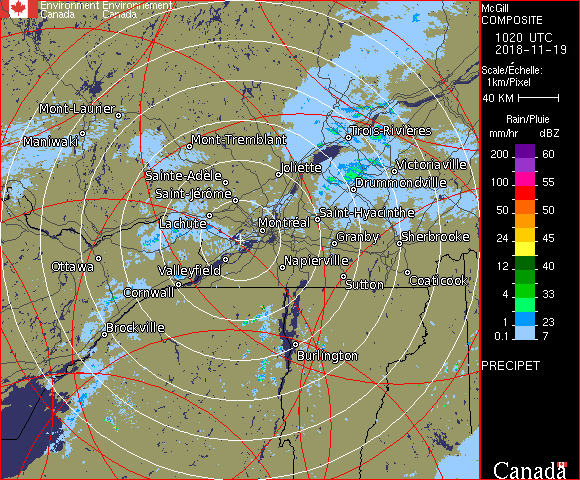 Environment Environnement
Canada Canada
McGill
COMPOSITE
1020 UTC
2018-11-19
Scale/Échelle:
1km/Pixel
40 KM
Rain/Pluie
mm/hr dBZ
200 60
100 55
50 50
24 45
12 40
8 35
4 30
1 23
0.1 7
PRECIPET
Canada
Mont-Laurier
Maniwaki
Mont-Tremblant
Trois-Rivières
Sainte-Adèle
Joliette
Victoriaville
Saint-Jérôme
Drummondville
Lachute
Montréal
Saint-Hyacinthe
Granby
Sherbrooke
Ottawa
Valleyfield
Napierville
Sutton
Coaticook
Cornwall
Brockville
Burlington